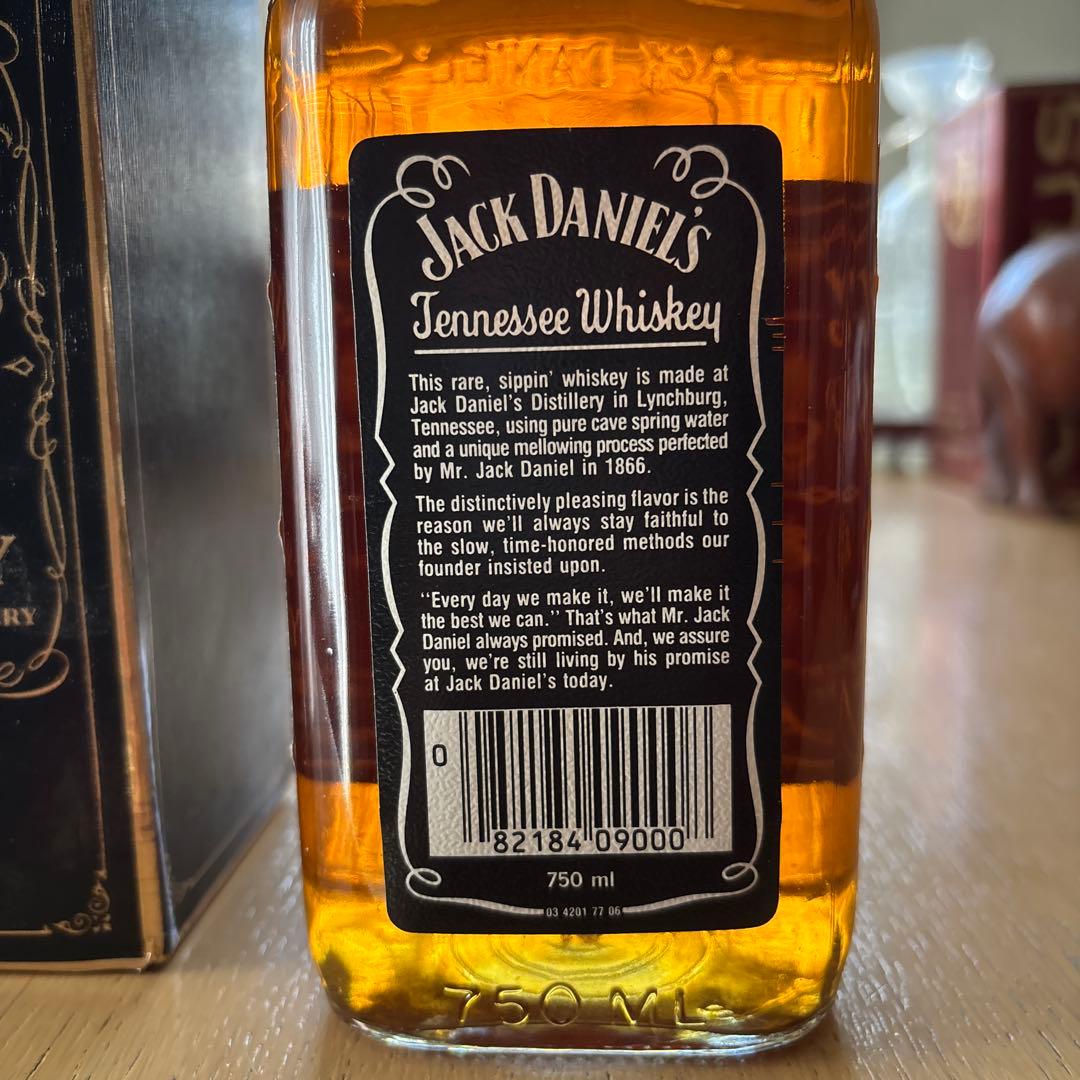 JACK DANIEL'S
Tennessee Whiskey
This rare, sippin' whiskey is made at
Jack Daniel's Distillery in Lynchburg,
Tennessee, using pure cave spring water
and a unique mellowing process perfected
by Mr. Jack Daniel in 1866.
The distinctively pleasing flavor is the
reason we'll always stay faithful to
the slow, time-honored methods our
founder insisted upon.
“Every day we make it, we'll make it
the best we can.” That's what Mr. Jack
Daniel always promised. And, we assure
you, we're still living by his promise
at Jack Daniel's today.
0
82184 09000
750 ml
03 4201 77 06
750 ML